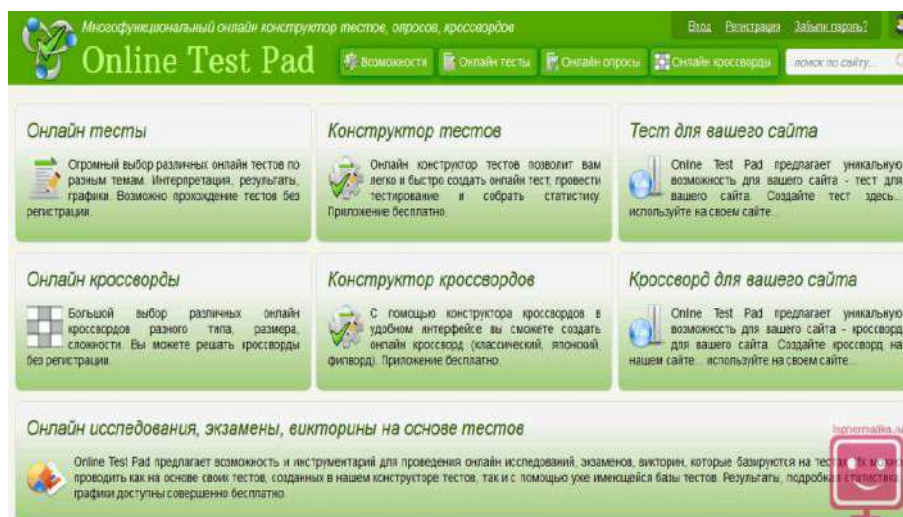 Многофункциональный онлайн конструктор тестов, опросов, кроссвордов
Вход Регистрация Забыли пароль?
Online Test Pad
Возможности Онлайн тесты Онлайн опросы Онлайн кроссворды поиск по сайту...
Онлайн тесты
Огромный выбор различных онлайн тестов по
разным темам. Интерпретация, результаты,
графики. Возможно прохождение тестов без
регистрации.
Конструктор тестов
Онлайн конструктор тестов позволит вам
легко и быстро создать онлайн тест, провести
тестирование и собрать статистику.
Приложение бесплатно.
Тест для вашего сайта
Online Test Pad предлагает уникальную
возможность для вашего сайта - тест для
вашего сайта. Создайте тест здесь...
используйте на своем сайте...
Онлайн кроссворды
Большой выбор различных онлайн
кроссвордов разного типа, размера,
сложности. Вы можете решать кроссворды
без регистрации.
Конструктор кроссвордов
С помощью конструктора кроссвордов в
удобном интерфейсе вы сможете создать
онлайн кроссворд (классический, японский,
филворд). Приложение бесплатно.
Кроссворд для вашего сайта
Online Test Pad предлагает уникальную
возможность для вашего сайта - кроссворд
для вашего сайта. Создайте кроссворд на
нашем сайте... используйте на своем сайте...
Онлайн исследования, экзамены, викторины на основе тестов
Online Test Pad предлагает возможность и инструментарий для проведения онлайн исследований, экзаменов, викторин, которые базируются на тестах. Их можно
проводить как на основе своих тестов, созданных в нашем конструкторе тестов, так и с помощью уже имеющейся базы тестов. Результаты, подробная статистика,
графики доступны совершенно бесплатно.